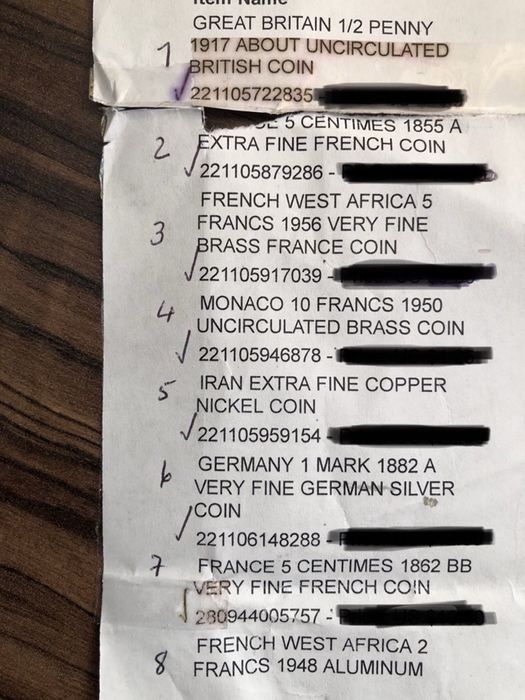 Item Name
GREAT BRITAIN 1/2 PENNY
1 1917 ABOUT UNCIRCULATED
BRITISH COIN
221105722835
5 CENTIMES 1855 A
2 EXTRA FINE FRENCH COIN
221105879286 -
FRENCH WEST AFRICA 5
3 FRANCS 1956 VERY FINE
BRASS FRANCE COIN
221105917039 -
4 MONACO 10 FRANCS 1950
UNCIRCULATED BRASS COIN
221105946878 -
5 IRAN EXTRA FINE COPPER
NICKEL COIN
221105959154 -
6 GERMANY 1 MARK 1882 A
VERY FINE GERMAN SILVER
COIN
221106148288 -
7 FRANCE 5 CENTIMES 1862 BB
VERY FINE FRENCH COIN
280944005757 -
FRENCH WEST AFRICA 2
8 FRANCS 1948 ALUMINUM